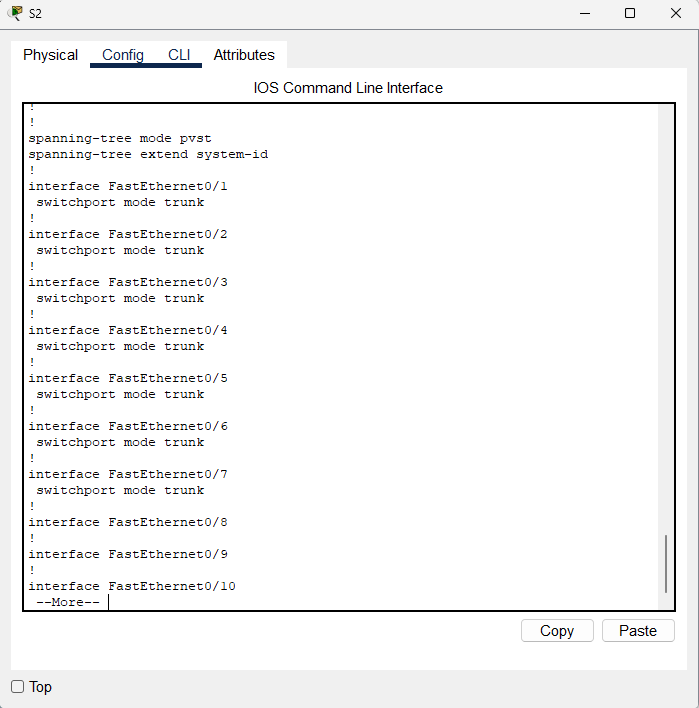 S2
Physical Config CLI Attributes
IOS Command Line Interface
!
!
spanning-tree mode pvst
spanning-tree extend system-id
!
interface FastEthernet0/1
 switchport mode trunk
!
interface FastEthernet0/2
 switchport mode trunk
!
interface FastEthernet0/3
 switchport mode trunk
!
interface FastEthernet0/4
 switchport mode trunk
!
interface FastEthernet0/5
 switchport mode trunk
!
interface FastEthernet0/6
 switchport mode trunk
!
interface FastEthernet0/7
 switchport mode trunk
!
interface FastEthernet0/8
!
interface FastEthernet0/9
!
interface FastEthernet0/10
 --More--
Copy Paste
Top